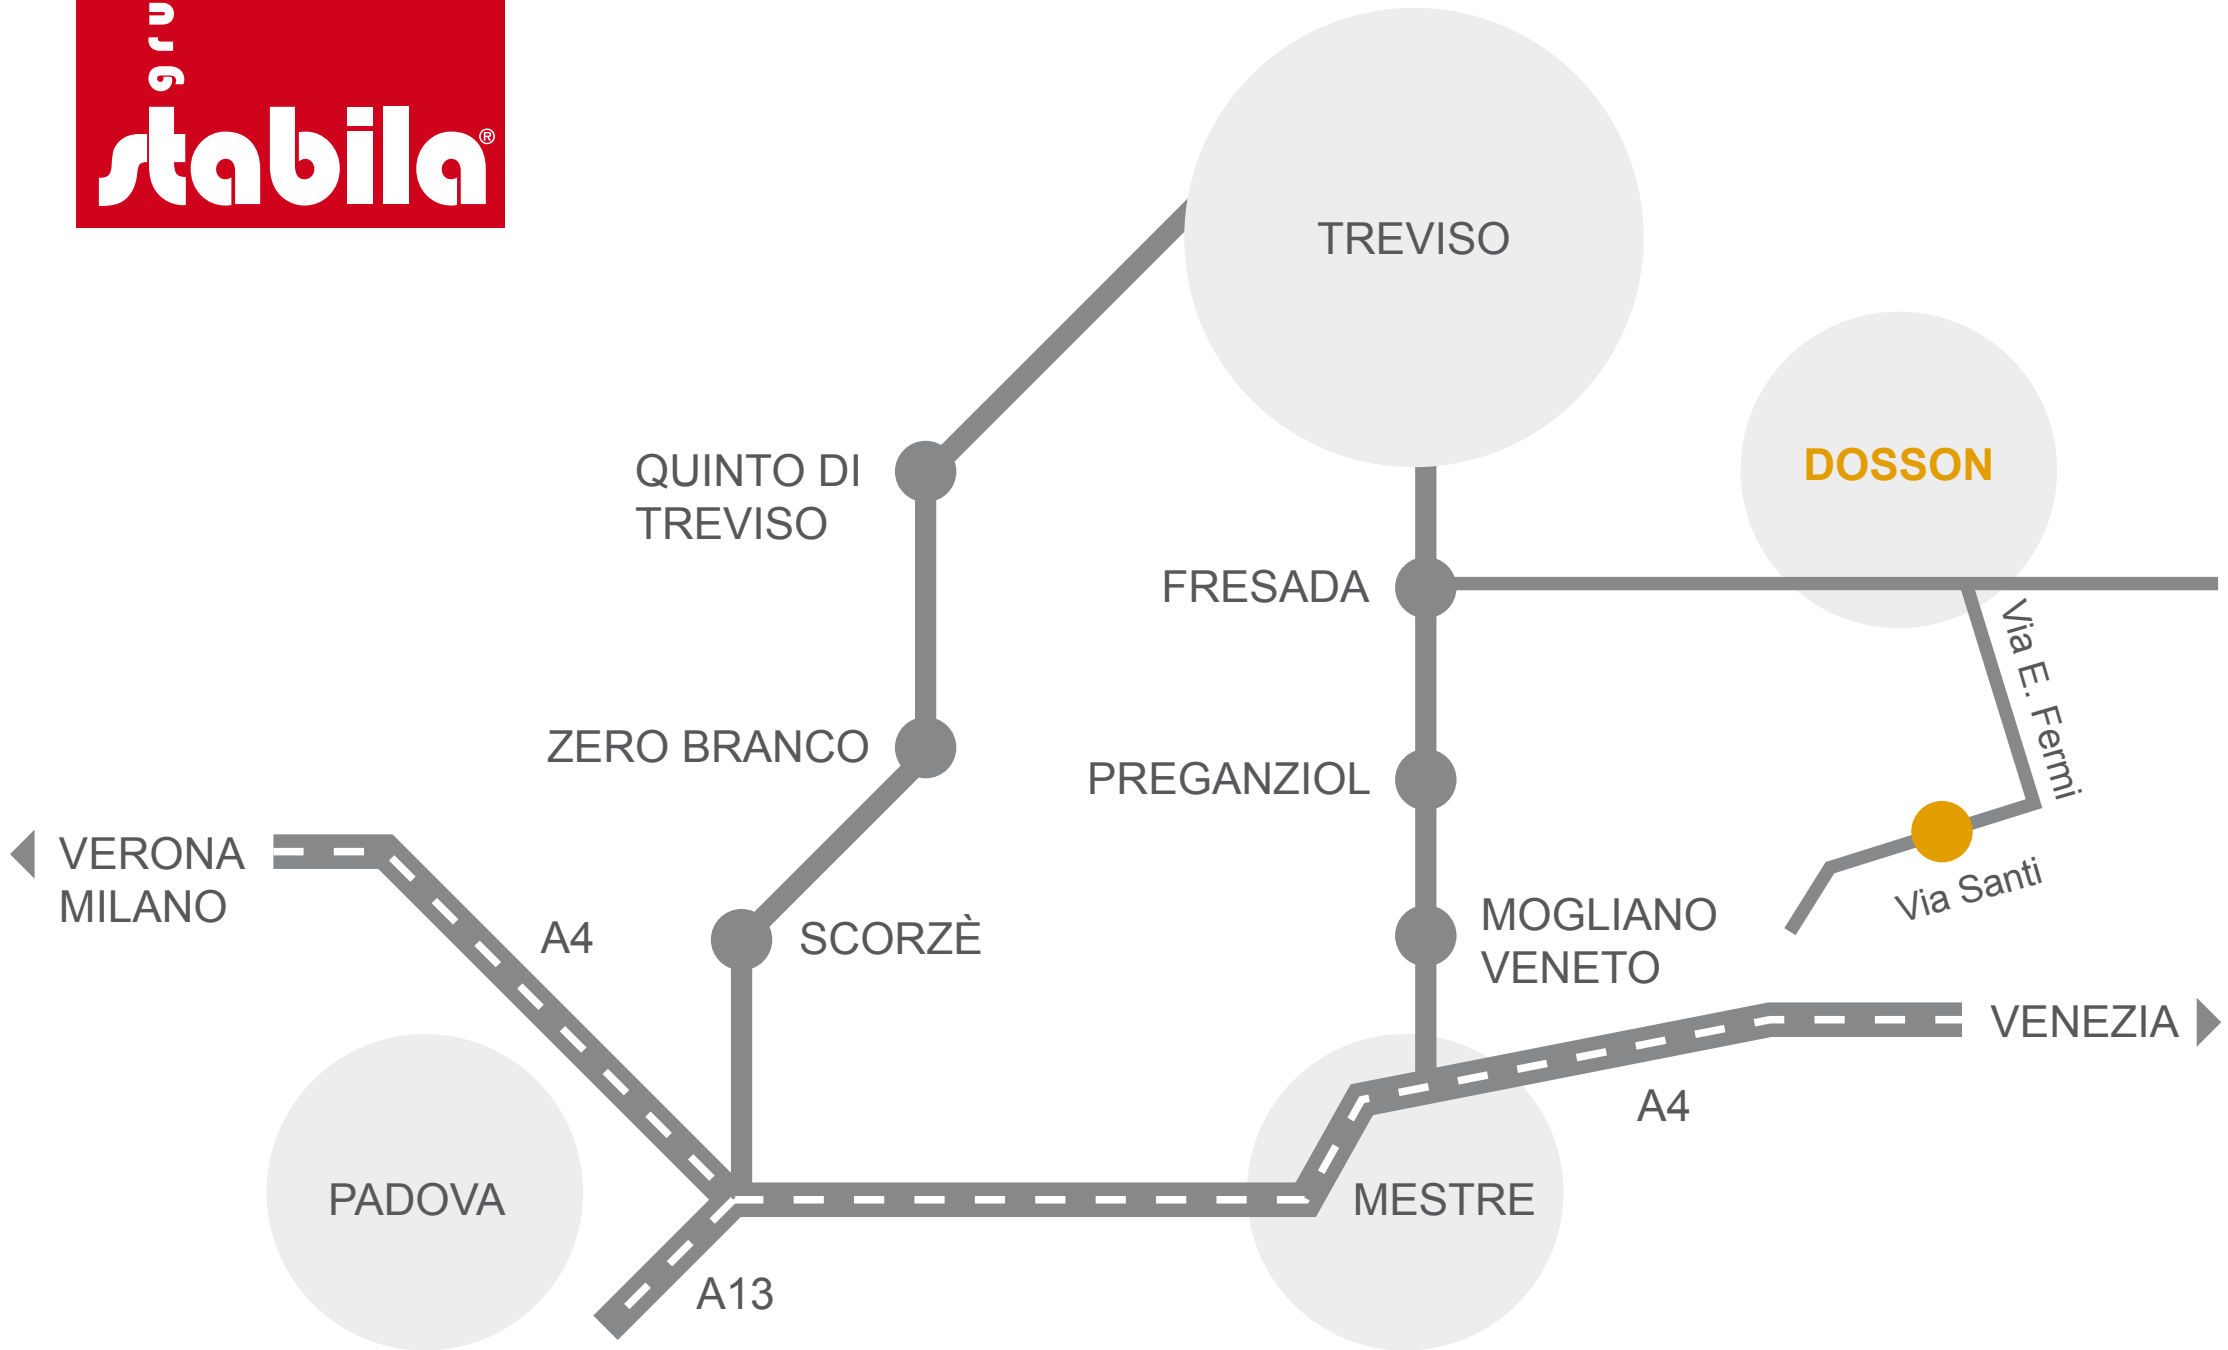 gru
stabila®
TREVISO
DOSSON
QUINTO DI
TREVISO
FRESADA
Via E. Fermi
ZERO BRANCO
PREGANZIOL
VERONA
MILANO
A4
SCORZÈ
MOGLIANO
VENETO
Via Santi
VENEZIA
A4
PADOVA
MESTRE
A13